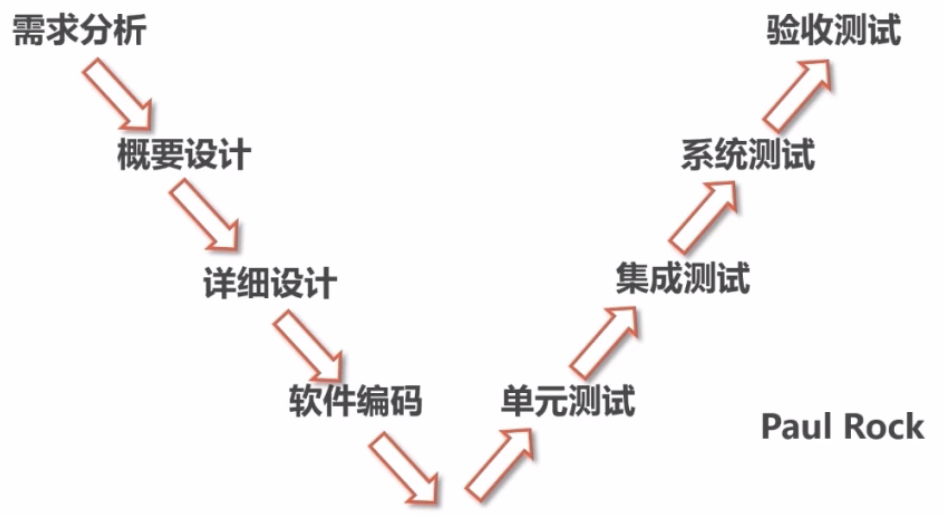 需求分析
验收测试
概要设计
系统测试
详细设计
集成测试
软件编码
单元测试
Paul Rock